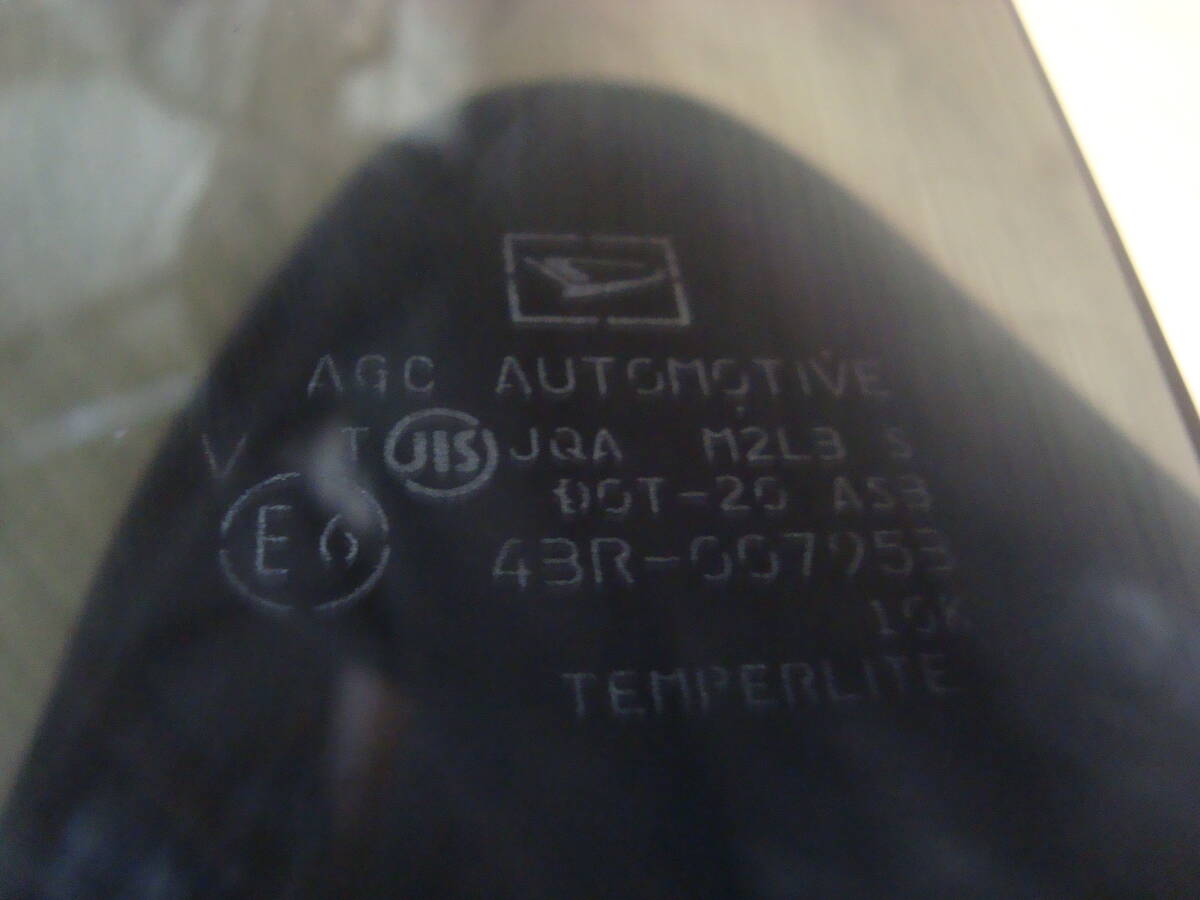 AGC AUTOMOTIVE
V T JIS JQA M2L3 S
E6 DOT-20 AS3
43R-007953
TEMPERLITE